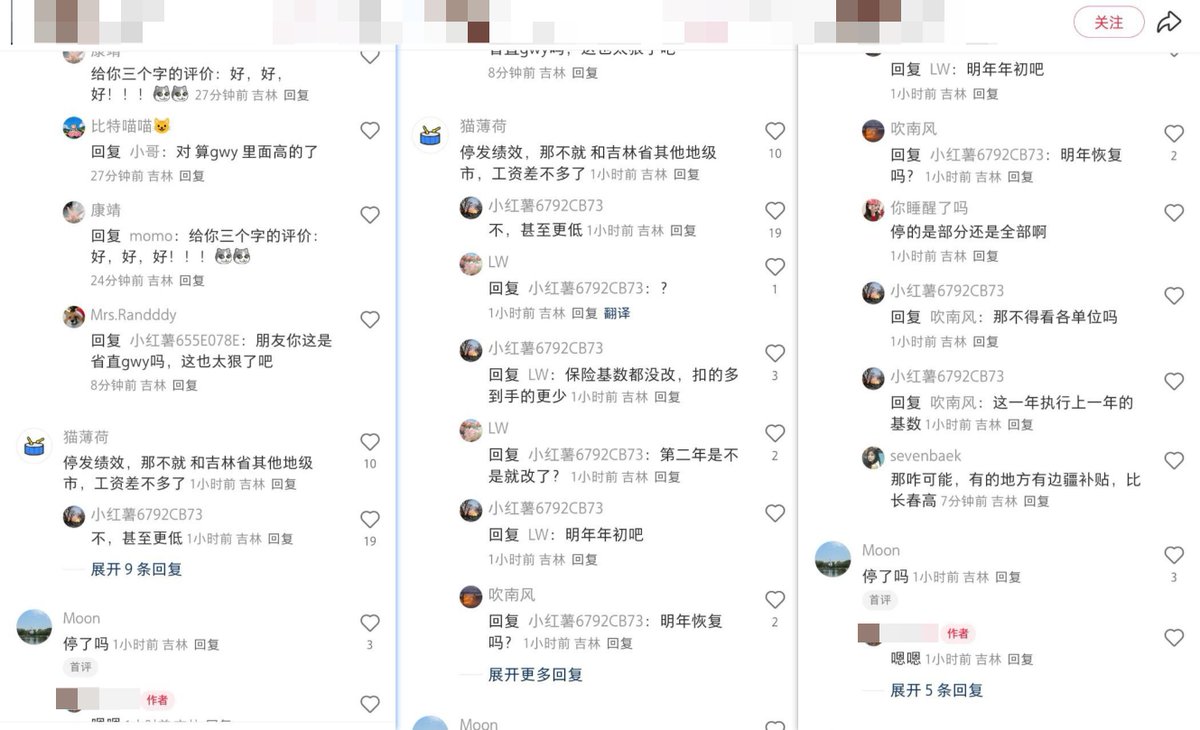 关注
康靖
给你三个字的评价：好，好，
好！！！ 27分钟前 吉林 回复
比特喵喵
回复 小哥：对 算gwy 里面高的了
27分钟前 吉林 回复
康靖
回复 momo：给你三个字的评价：
好，好，好！！！
24分钟前 吉林 回复
Mrs.Randddy
回复 小红薯655E078E：朋友你这是
省直gwy吗，这也太狠了吧
8分钟前 吉林 回复
猫薄荷
停发绩效，那不就 和吉林省其他地级 10
市，工资差不多了 1小时前 吉林 回复
小红薯6792CB73
不，甚至更低 1小时前 吉林 回复 19
展开 9 条回复
Moon
停了吗 1小时前 吉林 回复 3
首评
作者
嗯嗯 1小时前 吉林 回复
省直gwy吗，这也太狠了吧
8分钟前 吉林 回复
猫薄荷
停发绩效，那不就 和吉林省其他地级 10
市，工资差不多了 1小时前 吉林 回复
小红薯6792CB73
不，甚至更低 1小时前 吉林 回复 19
LW
回复 小红薯6792CB73：? 1
1小时前 吉林 回复 翻译
小红薯6792CB73
回复 LW：保险基数都没改，扣的多 3
到手的更少 1小时前 吉林 回复
LW
回复 小红薯6792CB73：第二年是不 2
是就改了？ 1小时前 吉林 回复
小红薯6792CB73
回复 LW：明年年初吧
1小时前 吉林 回复
吹南风
回复 小红薯6792CB73：明年恢复 2
吗？ 1小时前 吉林 回复
展开更多回复
Moon
回复 LW：明年年初吧
1小时前 吉林 回复
吹南风
回复 小红薯6792CB73：明年恢复 2
吗？ 1小时前 吉林 回复
你睡醒了吗
停的是部分还是全部啊
1小时前 吉林 回复
小红薯6792CB73
回复 吹南风：那不得看各单位吗
1小时前 吉林 回复
小红薯6792CB73
回复 吹南风：这一年执行上一年的
基数 1小时前 吉林 回复
sevenbaek
那咋可能，有的地方有边疆补贴，比
长春高 7分钟前 吉林 回复
Moon
停了吗 1小时前 吉林 回复 3
首评
作者
嗯嗯 1小时前 吉林 回复
展开 5 条回复